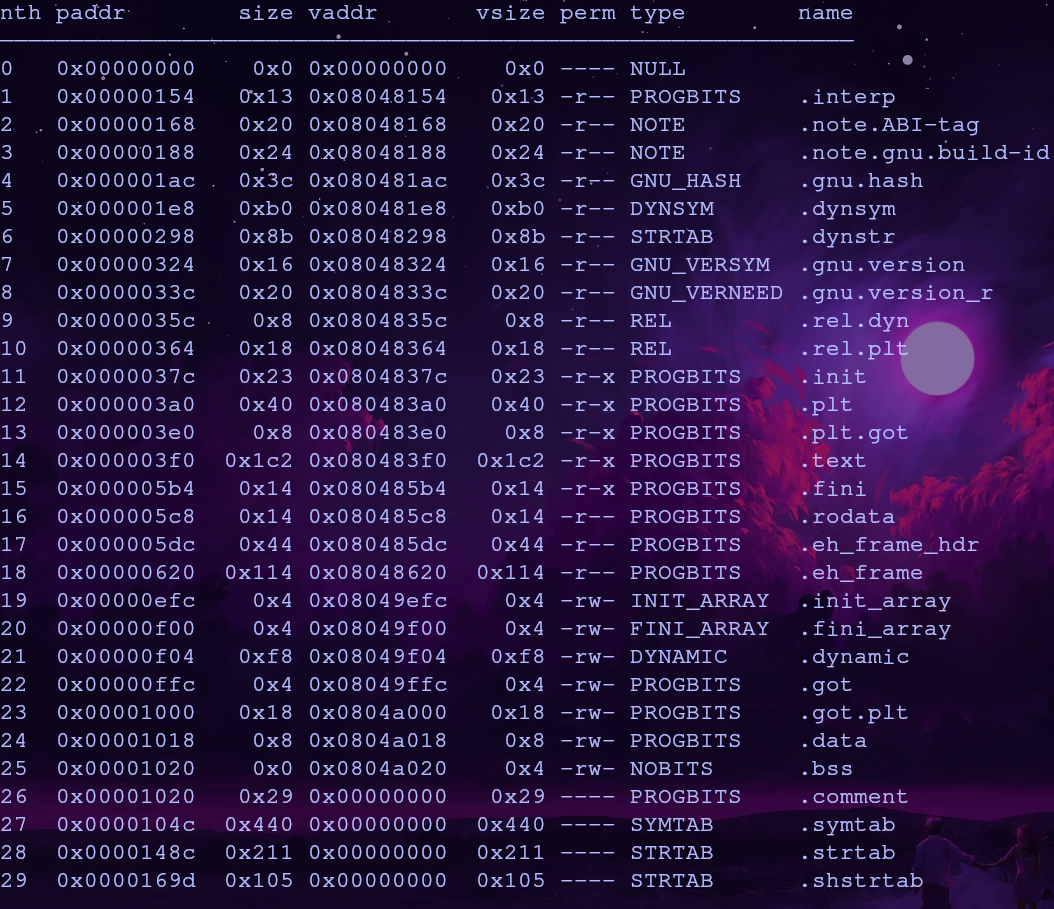 nth paddr size vaddr vsize perm type name
0 0x00000000 0x0 0x00000000 0x0 ---- NULL
1 0x00000154 0x13 0x08048154 0x13 -r-- PROGBITS .interp
2 0x00000168 0x20 0x08048168 0x20 -r-- NOTE .note.ABI-tag
3 0x00000188 0x24 0x08048188 0x24 -r-- NOTE .note.gnu.build-id
4 0x000001ac 0x3c 0x080481ac 0x3c -r-- GNU_HASH .gnu.hash
5 0x000001e8 0xb0 0x080481e8 0xb0 -r-- DYNSYM .dynsym
6 0x00000298 0x8b 0x08048298 0x8b -r-- STRTAB .dynstr
7 0x00000324 0x16 0x08048324 0x16 -r-- GNU_VERSYM .gnu.version
8 0x0000033c 0x20 0x0804833c 0x20 -r-- GNU_VERNEED .gnu.version_r
9 0x0000035c 0x8 0x0804835c 0x8 -r-- REL .rel.dyn
10 0x00000364 0x18 0x08048364 0x18 -r-- REL .rel.plt
11 0x0000037c 0x23 0x0804837c 0x23 -r-x PROGBITS .init
12 0x000003a0 0x40 0x080483a0 0x40 -r-x PROGBITS .plt
13 0x000003e0 0x8 0x080483e0 0x8 -r-x PROGBITS .plt.got
14 0x000003f0 0x1c2 0x080483f0 0x1c2 -r-x PROGBITS .text
15 0x000005b4 0x14 0x080485b4 0x14 -r-x PROGBITS .fini
16 0x000005c8 0x14 0x080485c8 0x14 -r-- PROGBITS .rodata
17 0x000005dc 0x44 0x080485dc 0x44 -r-- PROGBITS .eh_frame_hdr
18 0x00000620 0x114 0x08048620 0x114 -r-- PROGBITS .eh_frame
19 0x00000efc 0x4 0x08049efc 0x4 -rw- INIT_ARRAY .init_array
20 0x00000f00 0x4 0x08049f00 0x4 -rw- FINI_ARRAY .fini_array
21 0x00000f04 0xf8 0x08049f04 0xf8 -rw- DYNAMIC .dynamic
22 0x00000ffc 0x4 0x08049ffc 0x4 -rw- PROGBITS .got
23 0x00001000 0x18 0x0804a000 0x18 -rw- PROGBITS .got.plt
24 0x00001018 0x8 0x0804a018 0x8 -rw- PROGBITS .data
25 0x00001020 0x0 0x0804a020 0x4 -rw- NOBITS .bss
26 0x00001020 0x29 0x00000000 0x29 ---- PROGBITS .comment
27 0x0000104c 0x440 0x00000000 0x440 ---- SYMTAB .symtab
28 0x0000148c 0x211 0x00000000 0x211 ---- STRTAB .strtab
29 0x0000169d 0x105 0x00000000 0x105 ---- STRTAB .shstrtab